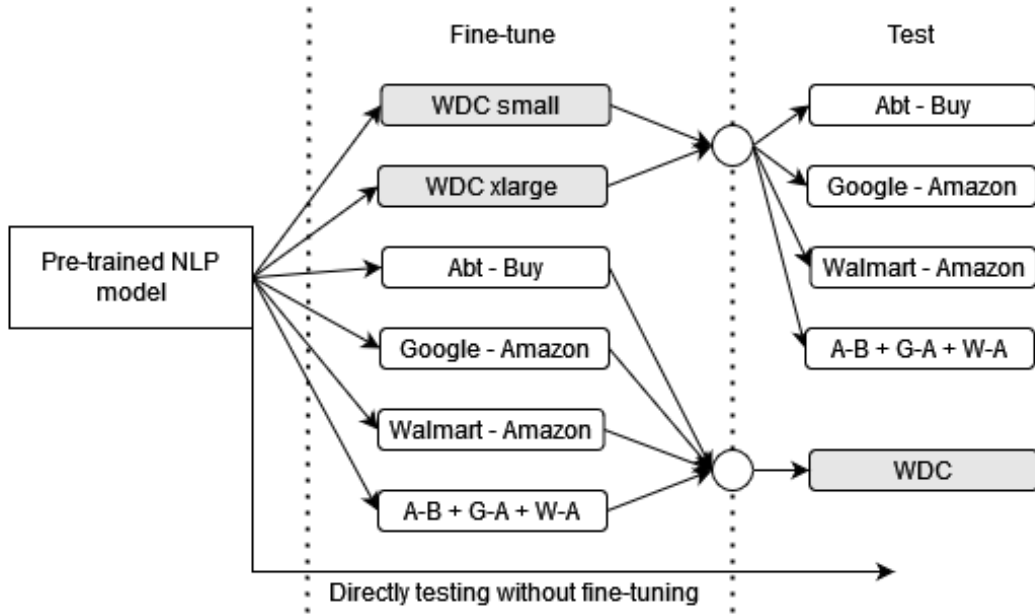 Fine-tune
Test
WDC small
Abt - Buy
WDC xlarge
Google - Amazon
Pre-trained NLP
model
Abt - Buy
Walmart - Amazon
Google - Amazon
A-B + G-A + W-A
Walmart - Amazon
WDC
A-B + G-A + W-A
Directly testing without fine-tuning